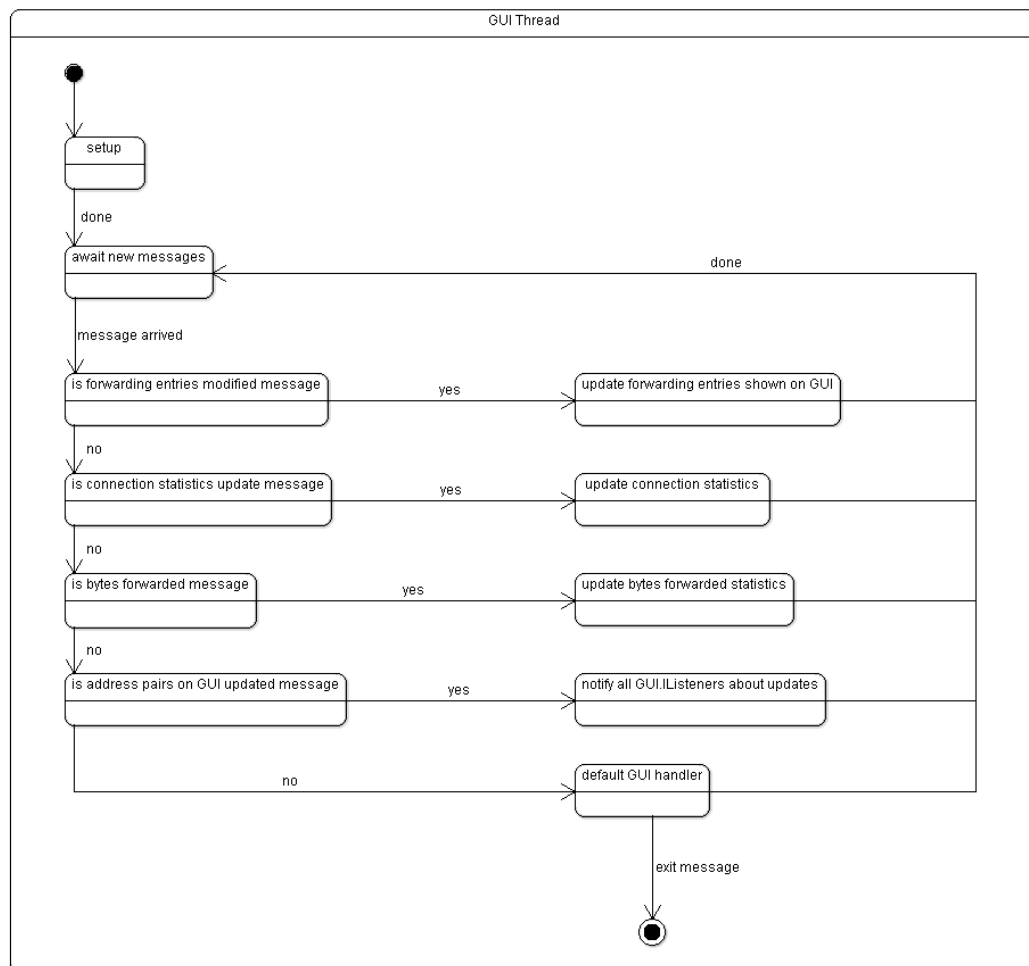 GUI Thread
setup
done
await new messages
done
message arrived
is forwarding entries modified message
yes
update forwarding entries shown on GUI
no
is connection statistics update message
yes
update connection statistics
no
is bytes forwarded message
yes
update bytes forwarded statistics
no
is address pairs on GUI updated message
yes
notify all GUI.IListeners about updates
no
default GUI handler
exit message